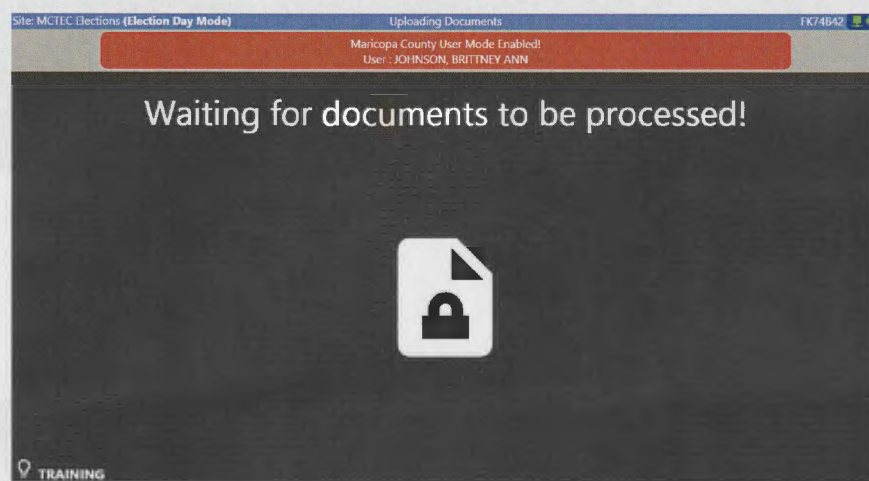 Site: MCTEC Elections (Election Day Mode) Uploading Documents FK74B42
Maricopa County User Mode Enabled!
User : JOHNSON, BRITTNEY ANN
Waiting for documents to be processed!
TRAINING